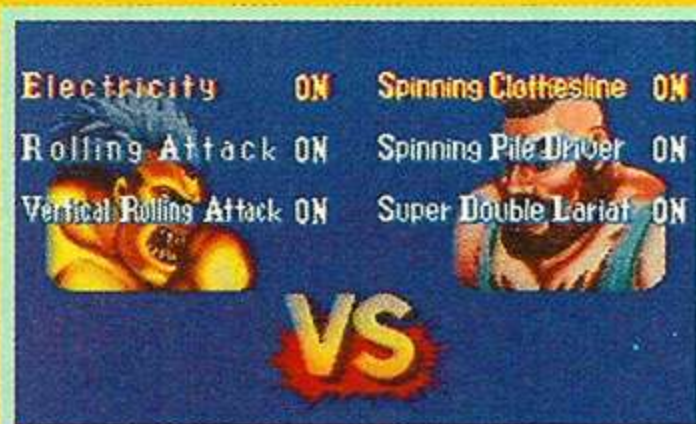 Electricity ON
Rolling Attack ON
Vertical Rolling Attack ON
Spinning Clothesline ON
Spinning Pile Driver ON
Super Double Lariat ON
VS